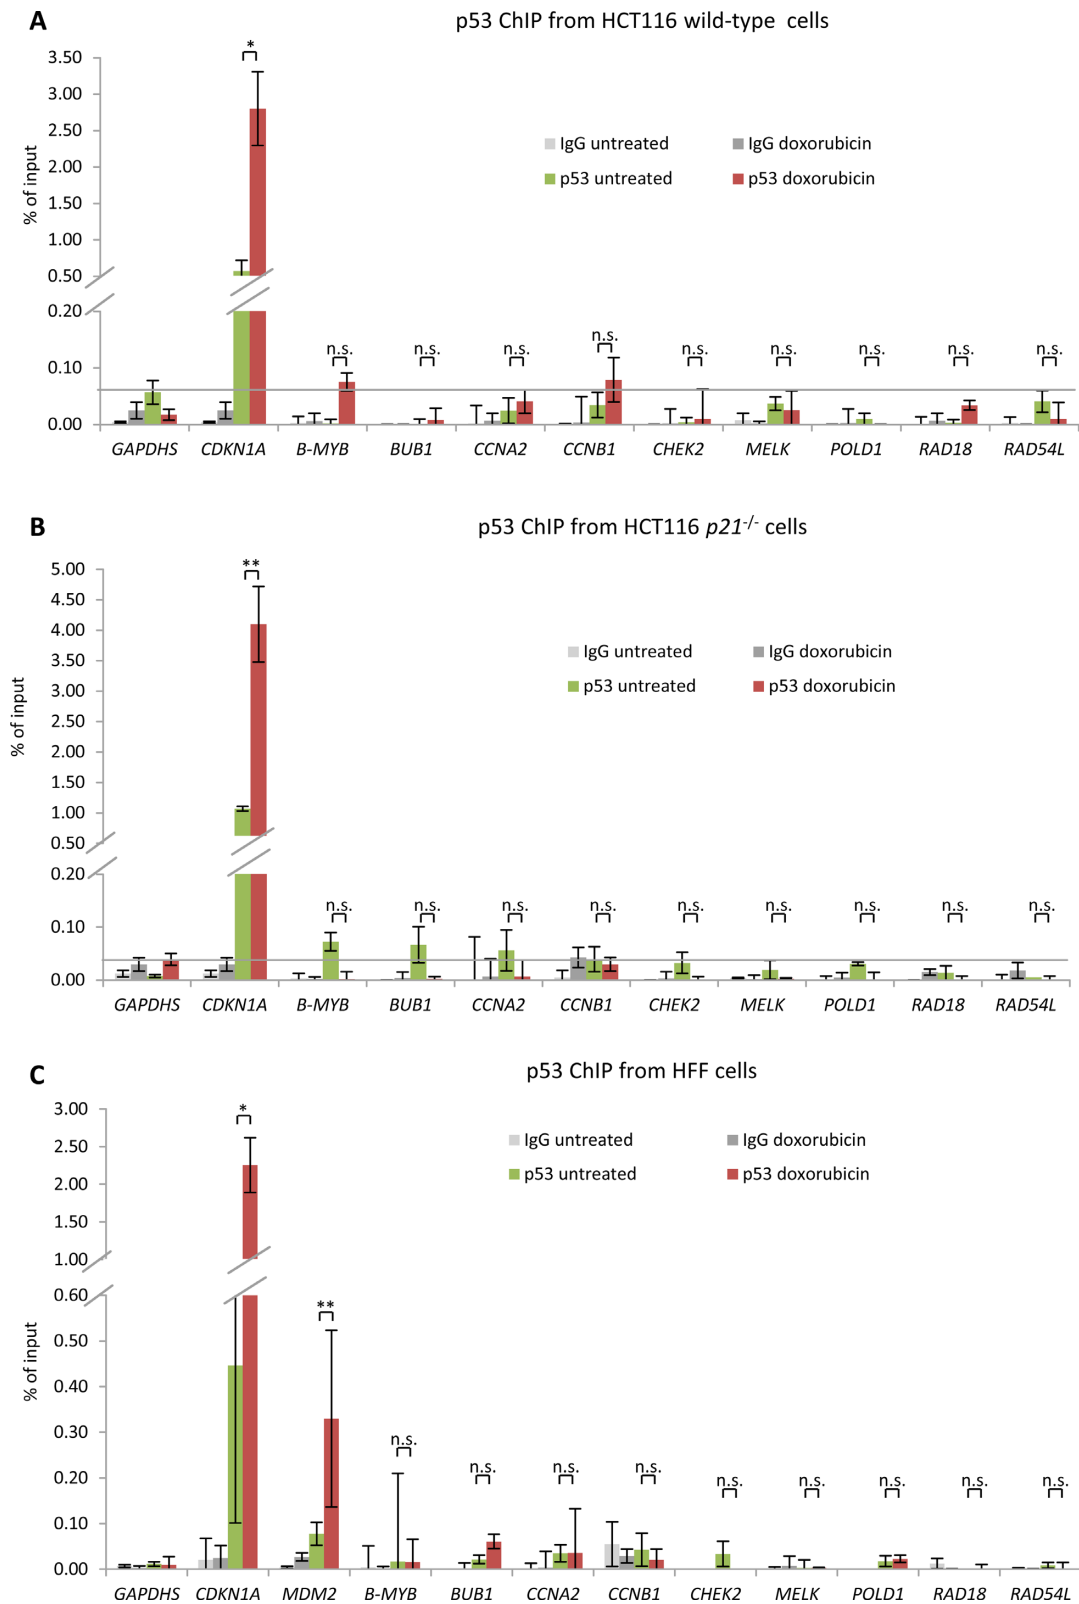 A
p53 ChIP from HCT116 wild-type cells
% of input
3.50
3.00
2.50
2.00
1.50
1.00
0.50
0.20
0.10
0.00
*
IgG untreated
IgG doxorubicin
p53 untreated
p53 doxorubicin
n.s. n.s. n.s. n.s. n.s. n.s. n.s. n.s. n.s.
GAPDHS CDKN1A B-MYB BUB1 CCNA2 CCNB1 CHEK2 MELK POLD1 RAD18 RAD54L
B
p53 ChIP from HCT116 p21-/- cells
% of input
5.00
4.50
4.00
3.50
3.00
2.50
2.00
1.50
1.00
0.50
0.20
0.10
0.00
**
IgG untreated
IgG doxorubicin
p53 untreated
p53 doxorubicin
n.s. n.s. n.s. n.s. n.s. n.s. n.s. n.s. n.s.
GAPDHS CDKN1A B-MYB BUB1 CCNA2 CCNB1 CHEK2 MELK POLD1 RAD18 RAD54L
C
p53 ChIP from HFF cells
% of input
3.00
2.50
2.00
1.50
1.00
0.60
0.50
0.40
0.30
0.20
0.10
0.00
*
**
IgG untreated
IgG doxorubicin
p53 untreated
p53 doxorubicin
n.s. n.s. n.s. n.s. n.s. n.s. n.s. n.s. n.s.
GAPDHS CDKN1A MDM2 B-MYB BUB1 CCNA2 CCNB1 CHEK2 MELK POLD1 RAD18 RAD54L